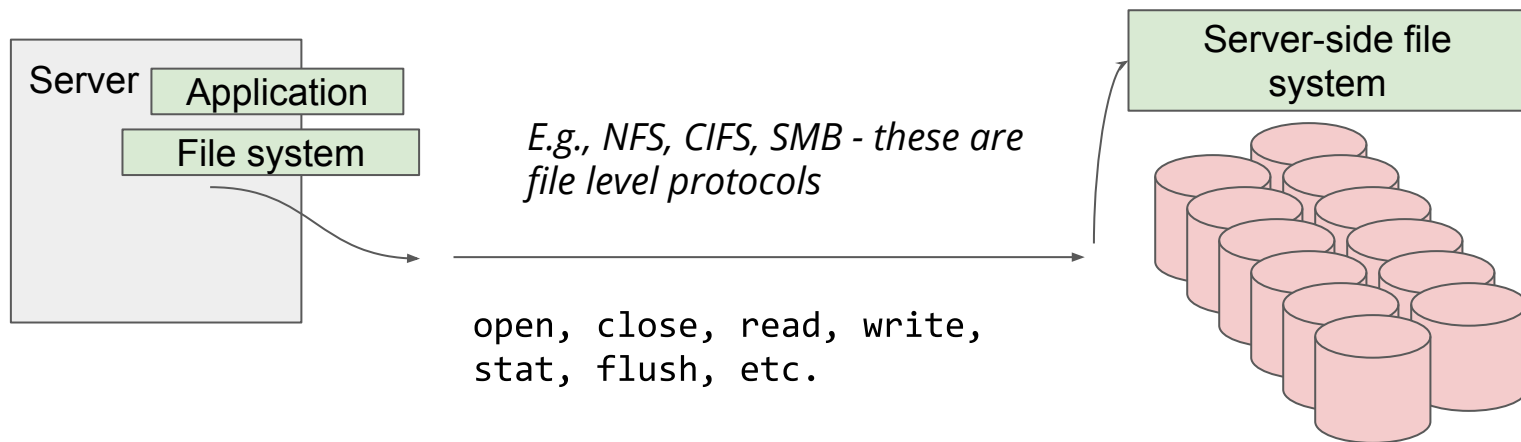 Server
Application
File system
E.g., NFS, CIFS, SMB - these are
file level protocols
open, close, read, write,
stat, flush, etc.
Server-side file
system